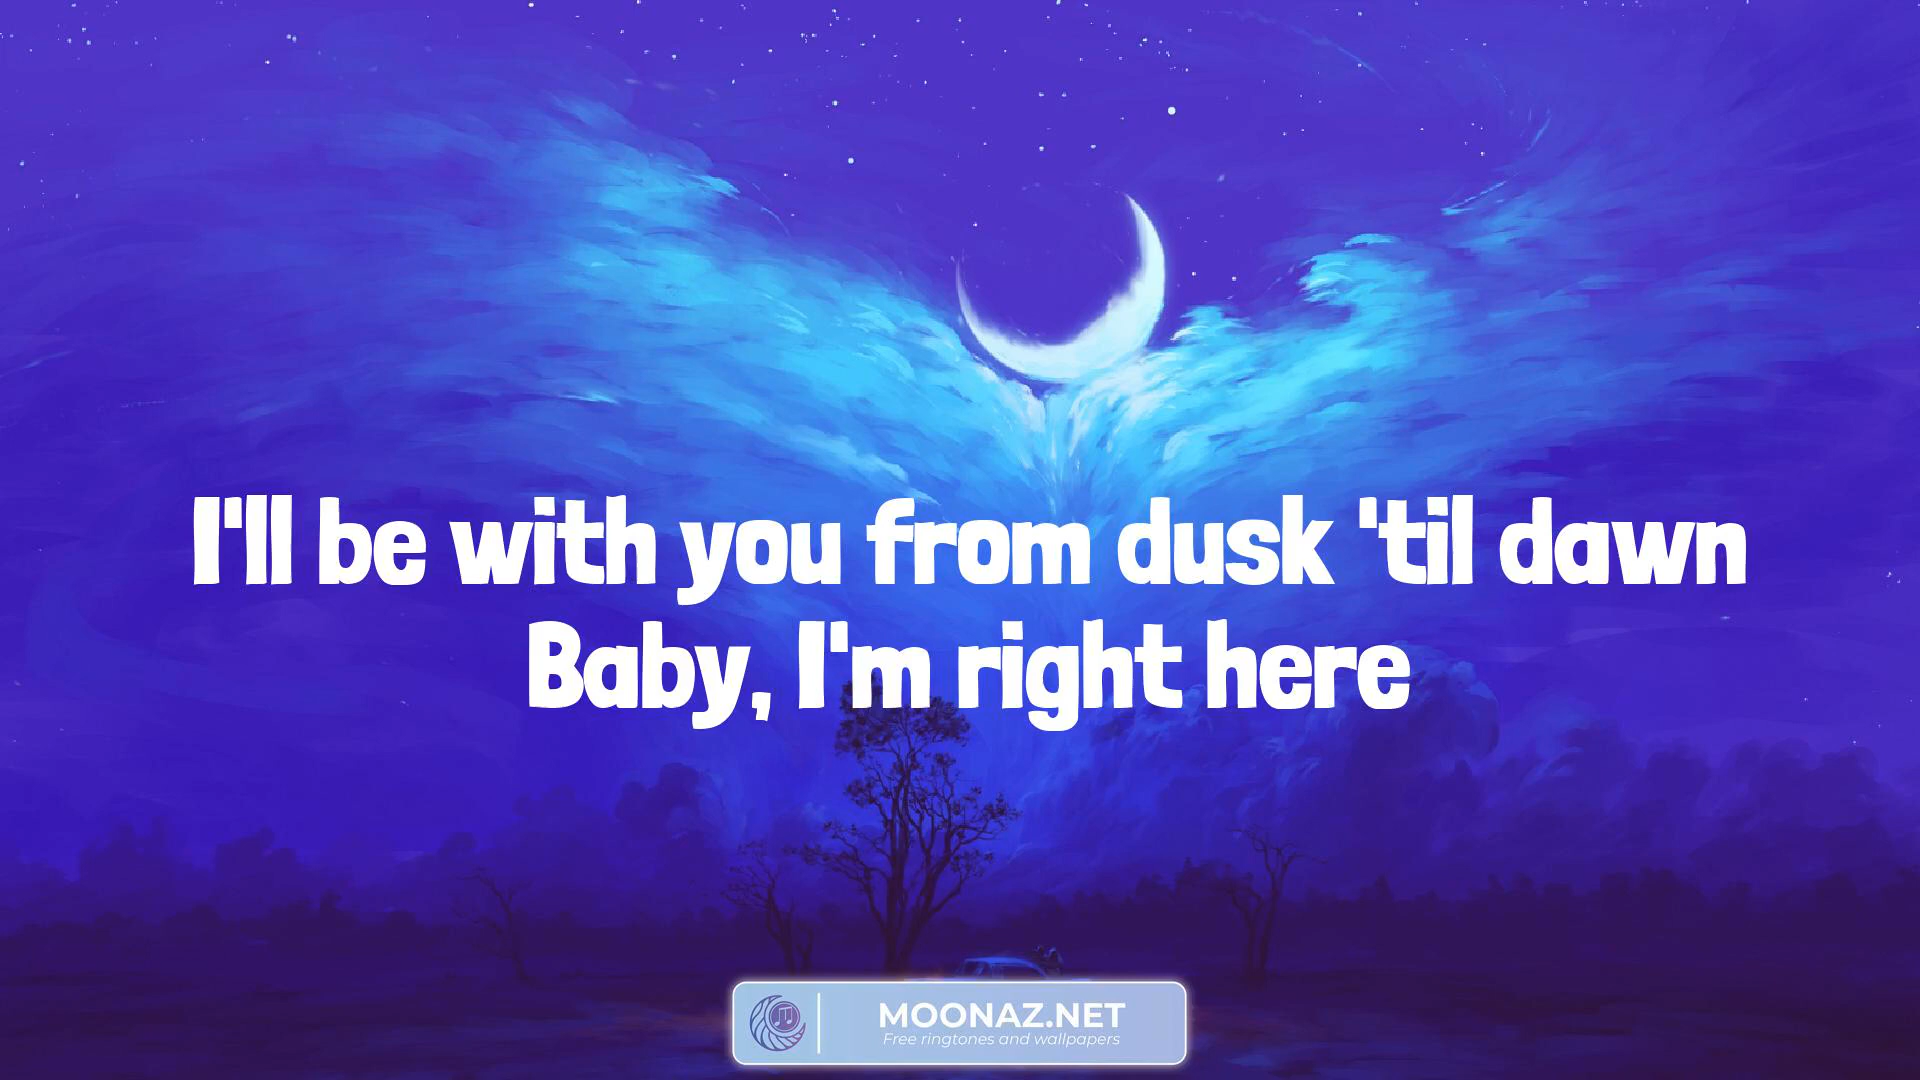 I'll be with you from dusk 'til dawn
Baby, I'm right here
MOONAZ.NET
Free ringtones and wallpapers